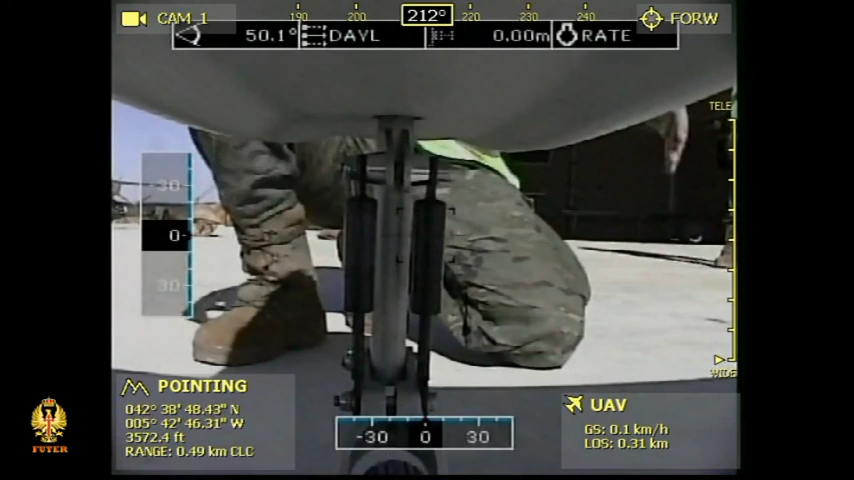 190 200 212° 220 230 240
CAM_1
FORW
50.1°
DAYL
0.00m
RATE
TELE
30
0
30
WIDE
POINTING
042° 38' 48.43" N
005° 42' 46.31" W
3572.4 ft
RANGE: 0.49 km CLC
-30 0 30
UAV
GS: 0.1 km/h
LOS: 0.31 km
FUTER